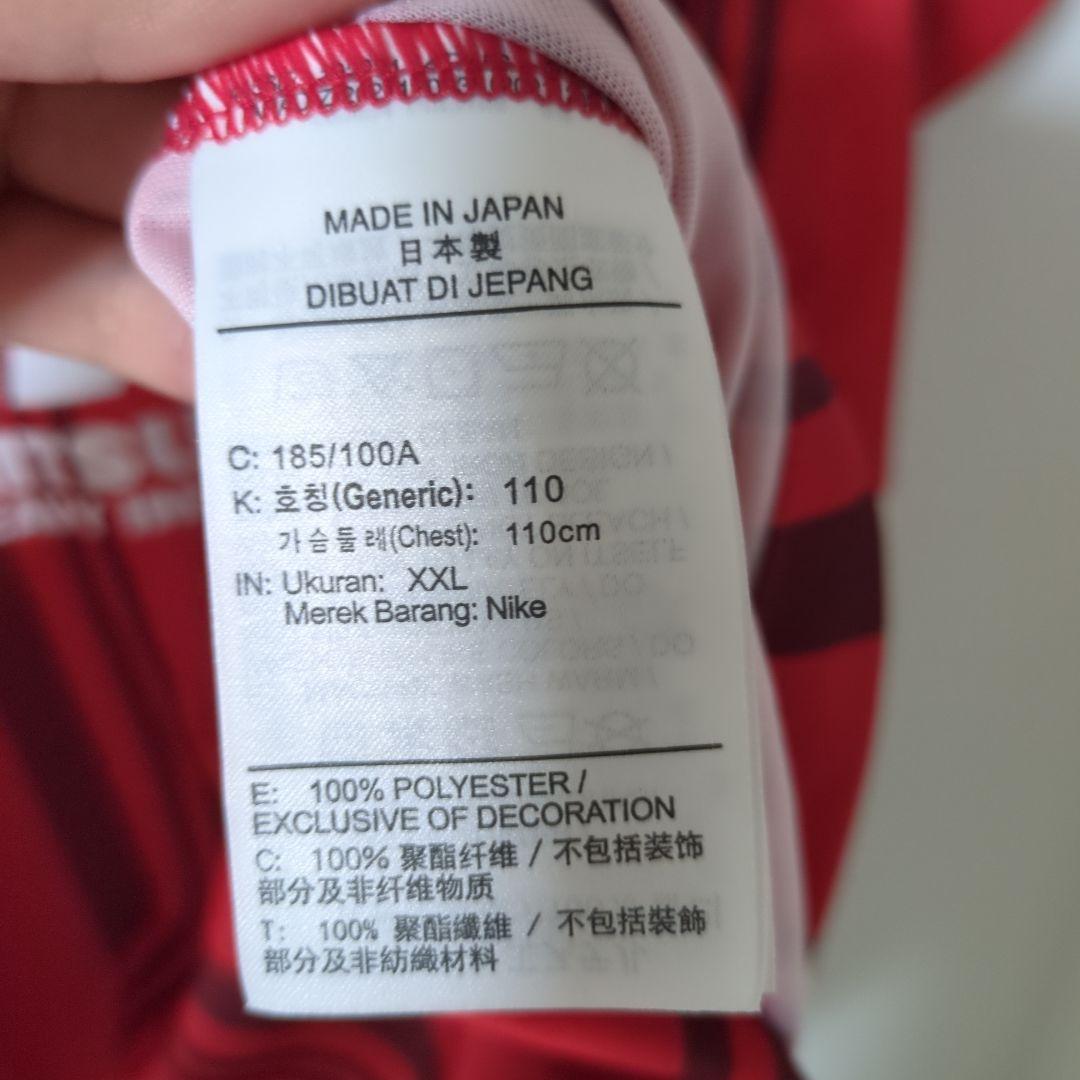 MADE IN JAPAN
日本製
DIBUAT DI JEPANG
C: 185/100A
K: 호칭(Generic): 110
가슴둘레(Chest): 110cm
IN: Ukuran: XXL
Merek Barang: Nike
E: 100% POLYESTER /
EXCLUSIVE OF DECORATION
C: 100% 聚酯纤维 / 不包括装饰
部分及非纤维物质
T: 100% 聚酯纖維 / 不包括裝飾
部分及非紡織材料